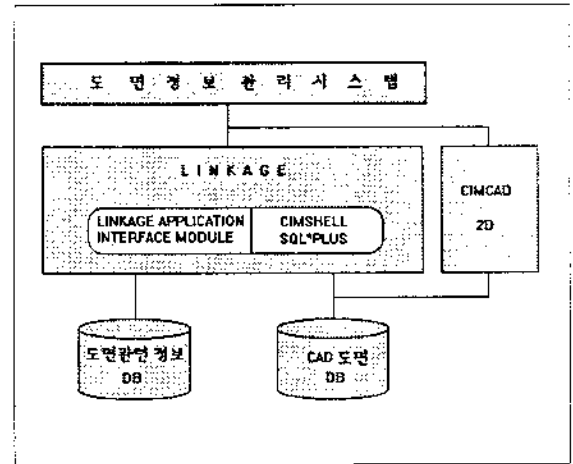 도 면 정 보 관 리 시 스 템
LINKAGE
LINKAGE APPLICATION
INTERFACE MODULE
CIMSHELL
SQL*PLUS
CIMCAD
2D
도면관련 정보
DB
CAD 도면
DB